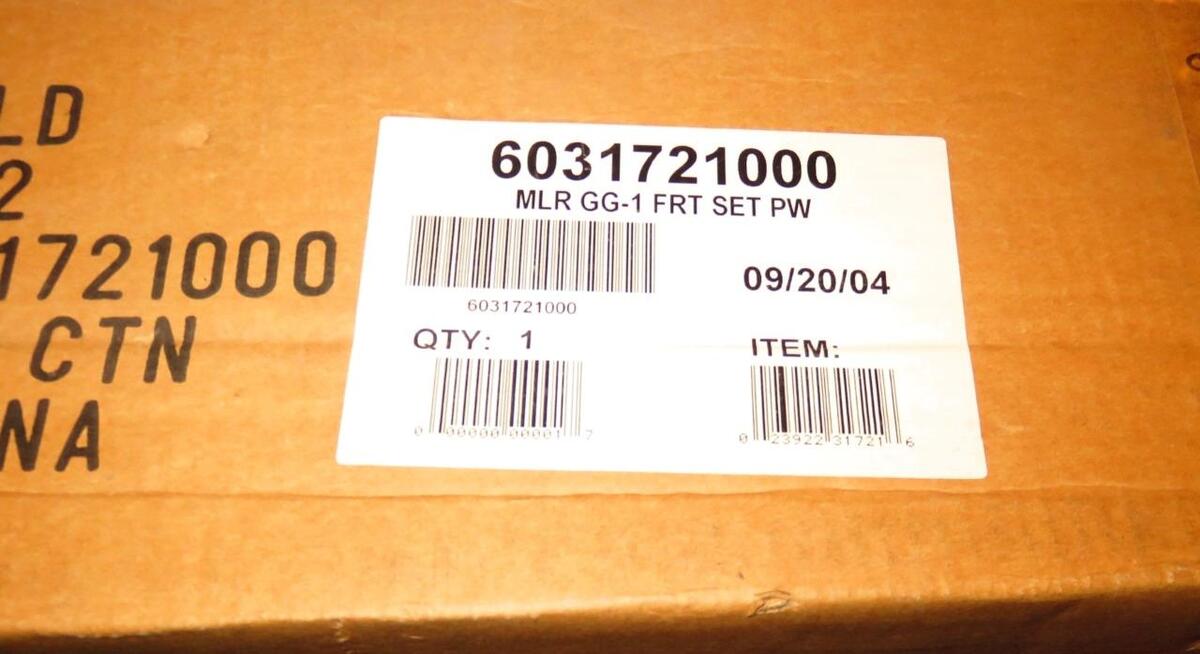 LD
2
1721000
CTN
NA
6031721000
MLR GG-1 FRT SET PW
6031721000
09/20/04
QTY: 1
ITEM:
0 00000 00001 7
0 23922 31721 6